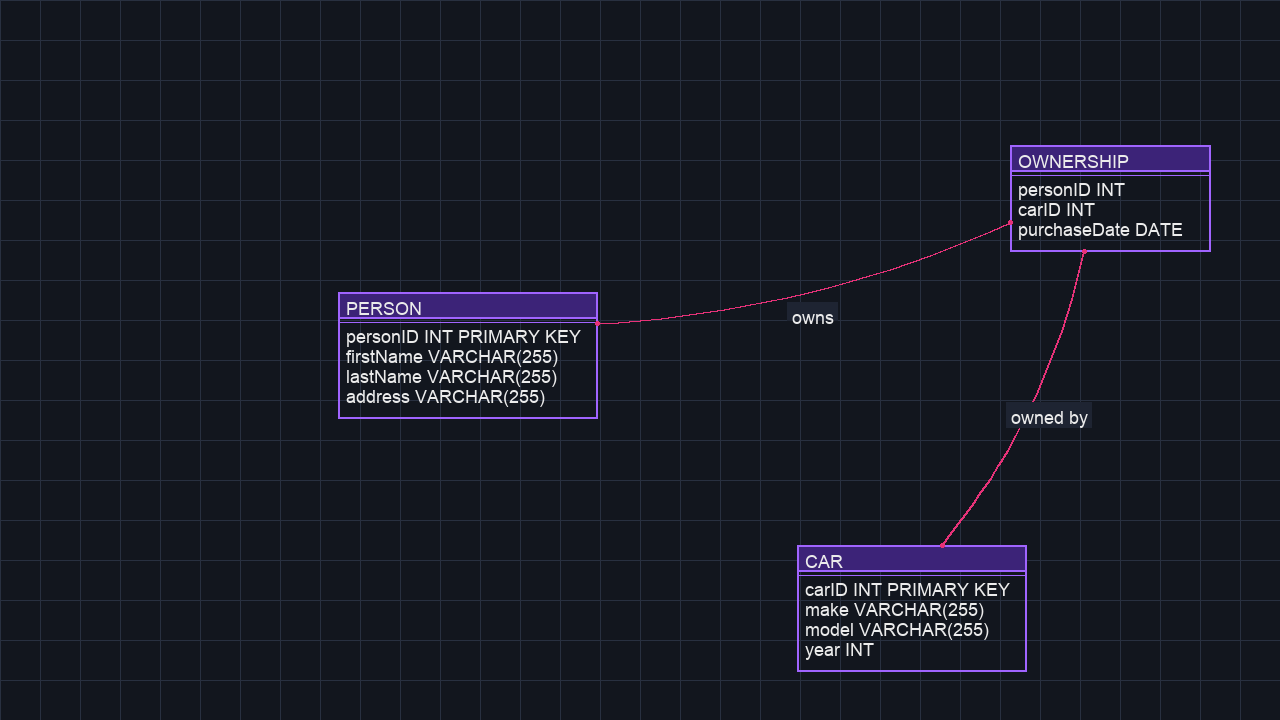 OWNERSHIP
personID INT
carID INT
purchaseDate DATE
PERSON
personID INT PRIMARY KEY
firstName VARCHAR(255)
lastName VARCHAR(255)
address VARCHAR(255)
owns
owned by
CAR
carID INT PRIMARY KEY
make VARCHAR(255)
model VARCHAR(255)
year INT